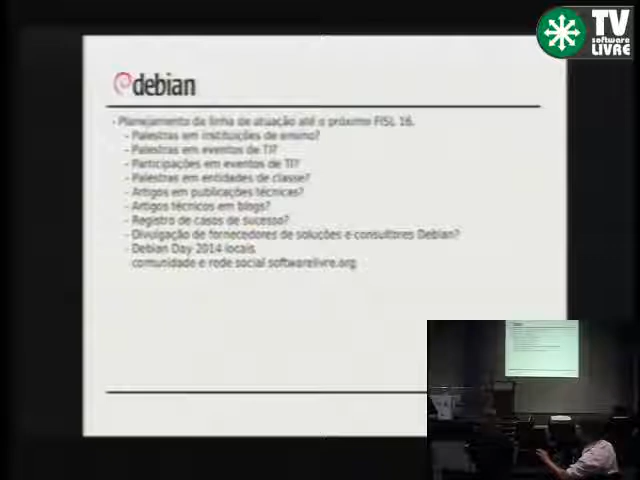 TV
software
LIVRE
debian
- Planejamento da linha de atuação até o próximo FISL 16.
- Palestras em instituições de ensino?
- Palestras em eventos de TI?
- Participações em eventos de TI?
- Palestras em entidades de classe?
- Artigos em publicações técnicas?
- Artigos técnicos em blogs?
- Registro de casos de sucesso?
- Divulgação de fornecedores de soluções e consultores Debian?
- Debian Day 2014 locais
comunidade e rede social softwarelivre.org